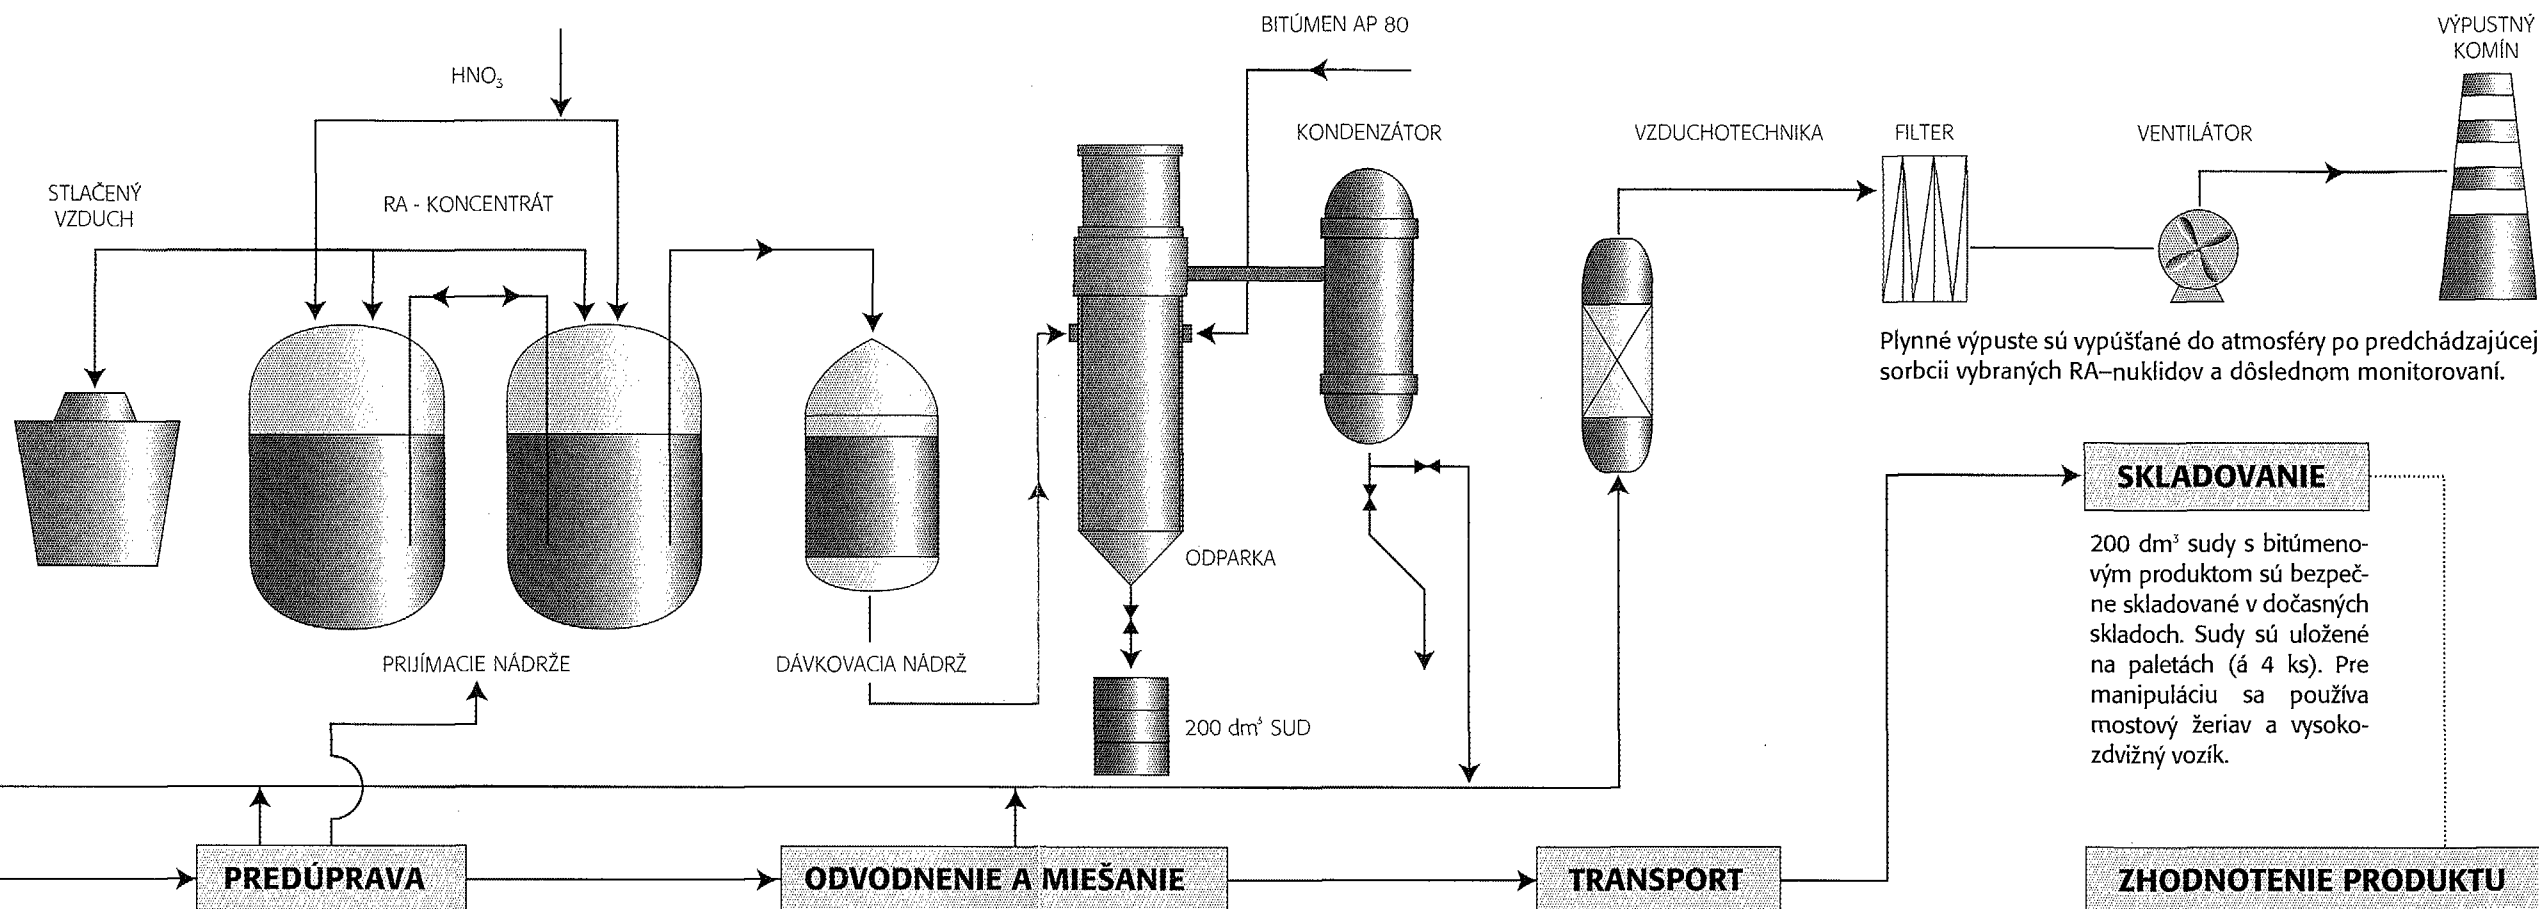 BITÚMEN AP 80
VÝPUSTNÝ
KOMÍN
HNO₃
KONDENZÁTOR
VZDUCHOTECHNIKA
FILTER
VENTILÁTOR
STLAČENÝ
VZDUCH
RA - KONCENTRÁT
Plynné výpuste sú vypúšťané do atmosféry po predchádzajúcej
sorbcii vybraných RA–nuklidov a dôslednom monitorovaní.
SKLADOVANIE
200 dm³ sudy s bitúmeno-
vým produktom sú bezpeč-
ne skladované v dočasných
skladoch. Sudy sú uložené
na paletách (á 4 ks). Pre
manipuláciu sa používa
mostový žeriav a vysoko-
zdvižný vozík.
ODPARKA
PRIJÍMACIE NÁDRŽE
DÁVKOVACIA NÁDRŽ
200 dm³ SUD
PREDÚPRAVA
ODVODNENIE A MIEŠANIE
TRANSPORT
ZHODNOTENIE PRODUKTU